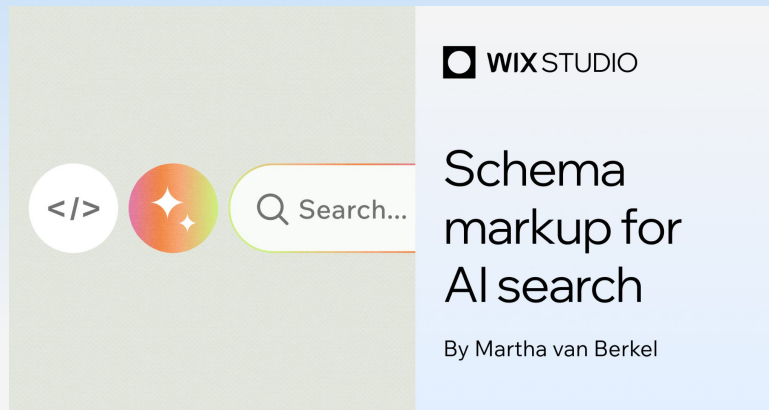 </>
Search...
WIX STUDIO
Schema
markup for
AI search
By Martha van Berkel